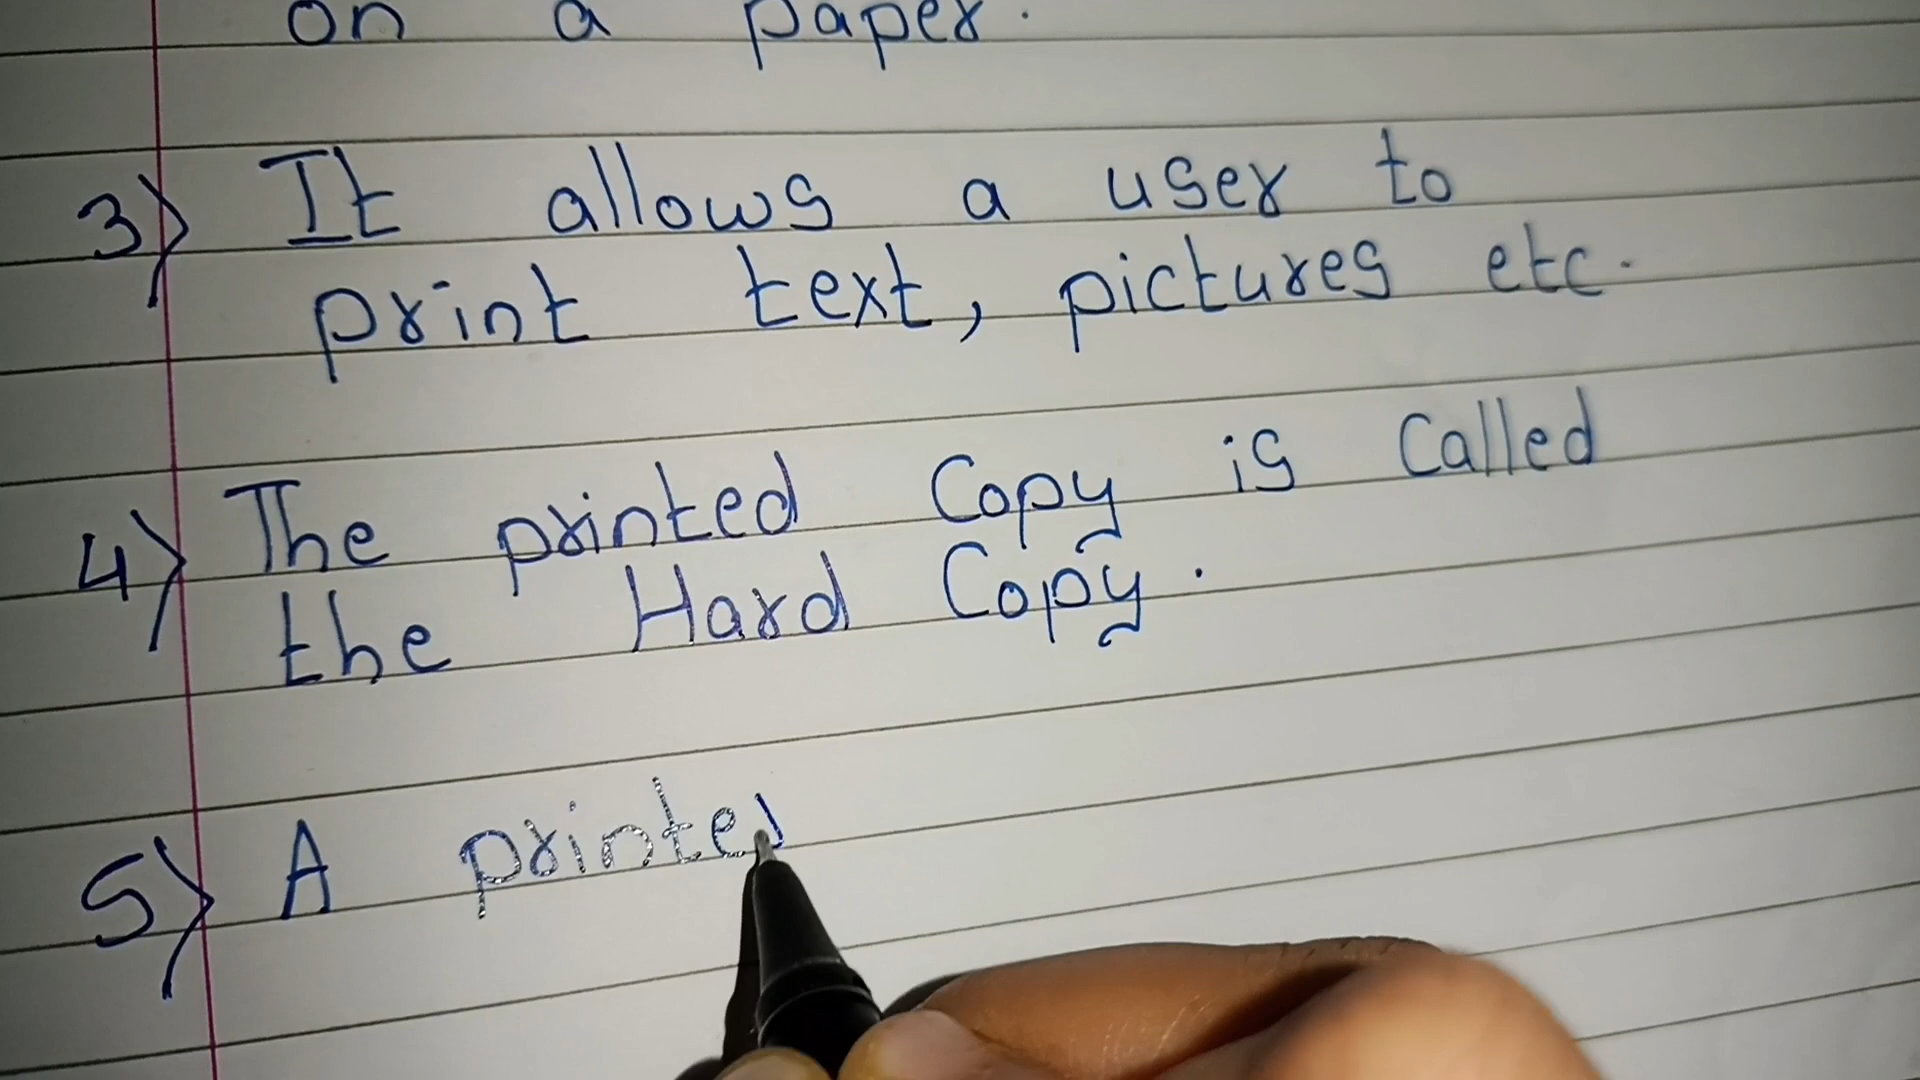 on a paper.
3) It allows a user to
print text, pictures etc.
4) The printed Copy is Called
the Hard Copy.
5) A printer